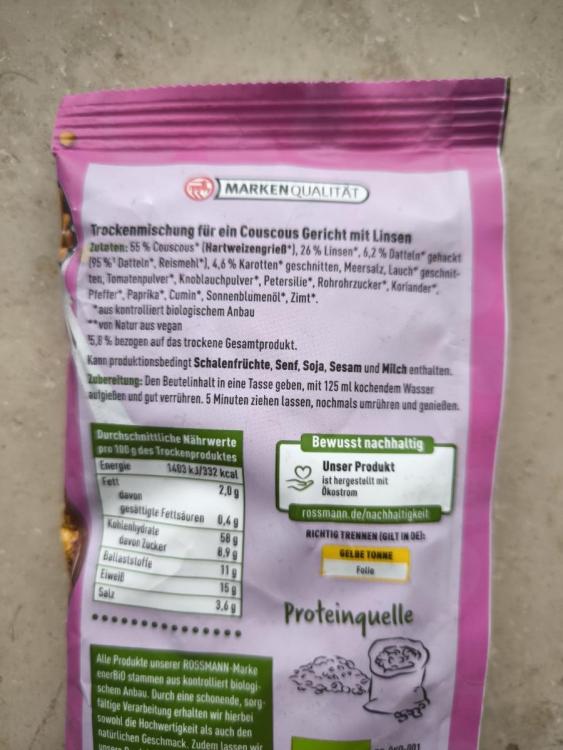 MARKENQUALITÄT
Trockenmischung für ein Couscous Gericht mit Linsen
Zutaten: 55 % Couscous* (Hartweizengrieß*), 26 % Linsen*, 6,2 % Datteln* gehackt
(95 %¹ Datteln*, Reismehl*), 4,6 % Karotten* geschnitten, Meersalz, Lauch* geschnit-
ten, Tomatenpulver*, Knoblauchpulver*, Petersilie*, Rohrohrzucker*, Koriander*,
Pfeffer*, Paprika*, Cumin*, Sonnenblumenöl*, Zimt*.
*aus kontrolliert biologischem Anbau
**von Natur aus vegan
¹5,8 % bezogen auf das trockene Gesamtprodukt.
Kann produktionsbedingt Schalenfrüchte, Senf, Soja, Sesam und Milch enthalten.
Zubereitung: Den Beutelinhalt in eine Tasse geben, mit 125 ml kochendem Wasser
aufgießen und gut verrühren. 5 Minuten ziehen lassen, nochmals umrühren und genießen.
Durchschnittliche Nährwerte
pro 100 g des Trockenproduktes
Energie 1403 kJ/332 kcal
Fett 2,0 g
davon
gesättigte Fettsäuren 0,4 g
Kohlenhydrate 58 g
davon Zucker 8,9 g
Ballaststoffe 11 g
Eiweiß 15 g
Salz 3,6 g
Bewusst nachhaltig
Unser Produkt
ist hergestellt mit
Ökostrom
rossmann.de/nachhaltigkeit
RICHTIG TRENNEN (GILT IN DE):
GELBE TONNE
Folie
Proteinquelle
Alle Produkte unserer ROSSMANN-Marke
enerBiO stammen aus kontrolliert biologi-
schem Anbau. Durch eine schonende, sorg-
fältige Verarbeitung erhalten wir hierbei
sowohl die Hochwertigkeit als auch den
natürlichen Geschmack. Zudem lassen wir